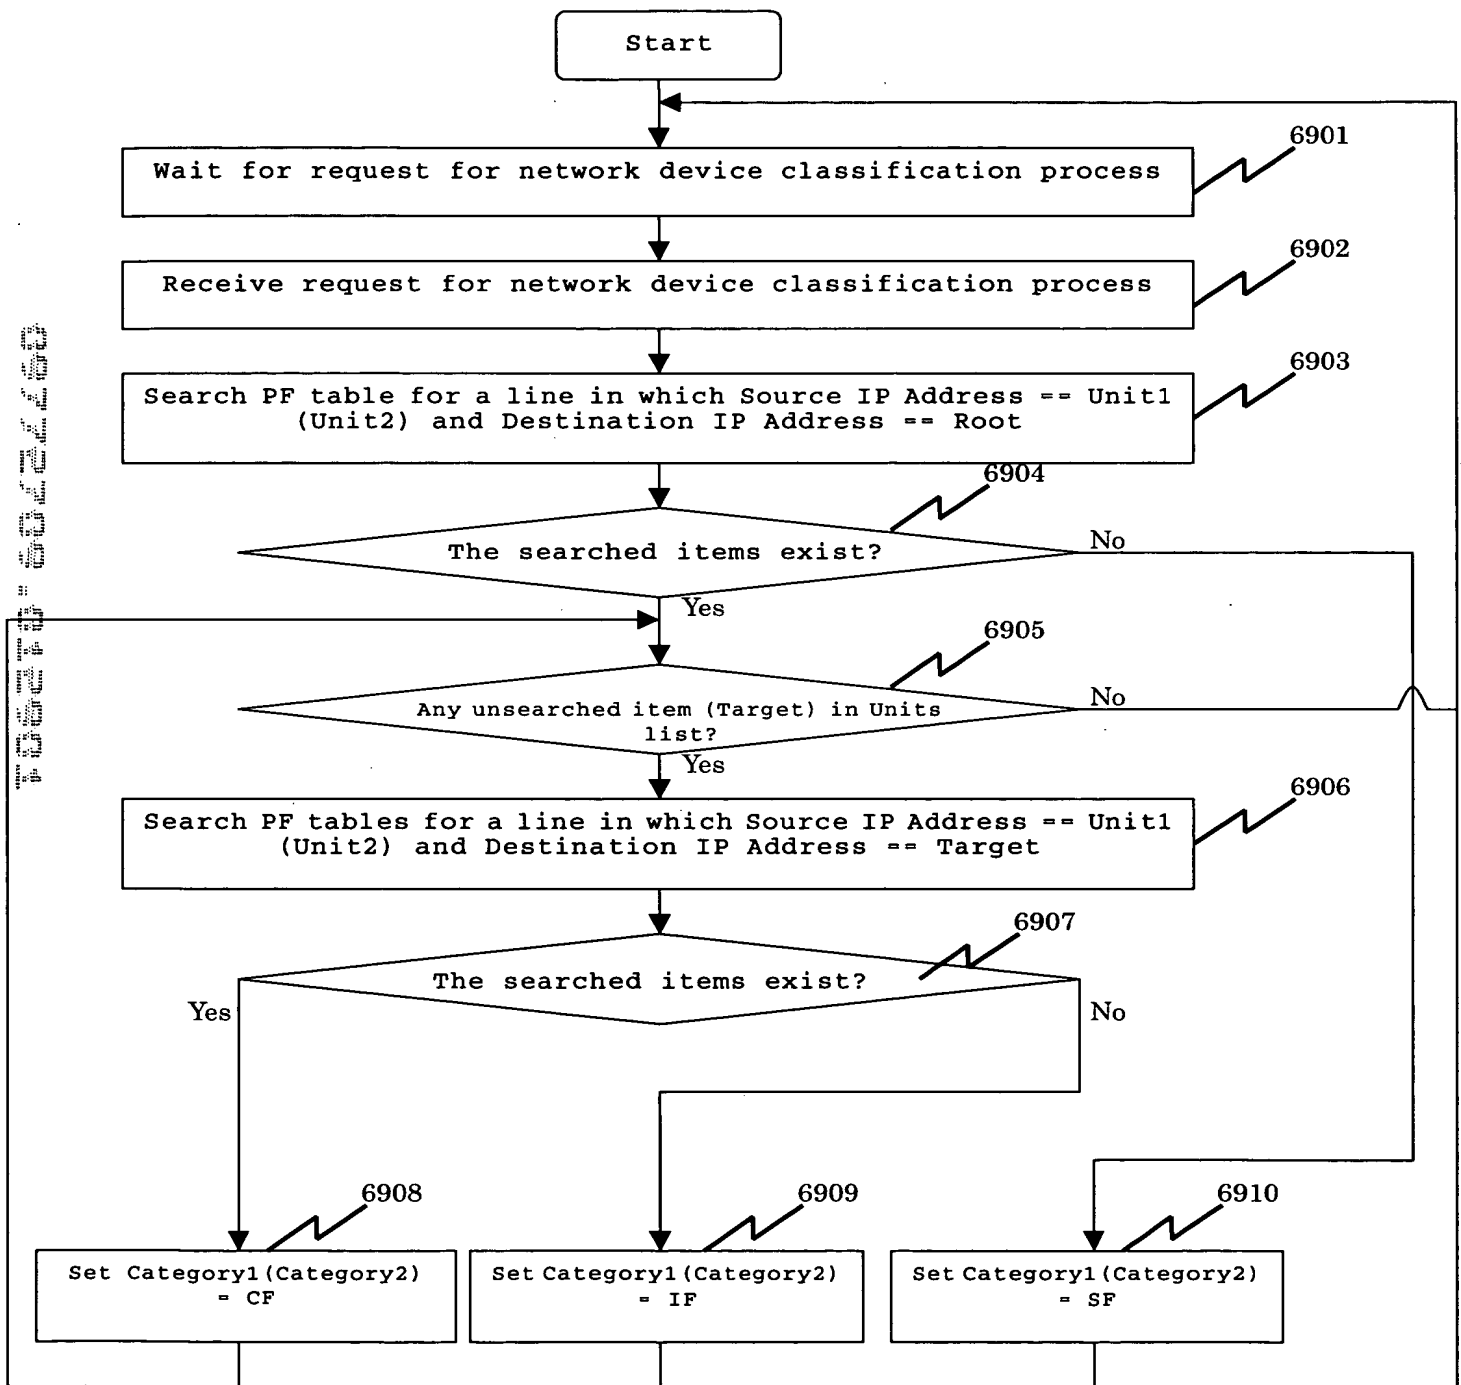 Start
6901
Wait for request for network device classification process
6902
Receive request for network device classification process
6903
Search PF table for a line in which Source IP Address == Unit1
(Unit2) and Destination IP Address == Root
6904
The searched items exist?
No
Yes
6905
Any unsearched item (Target) in Units
list?
No
Yes
6906
Search PF tables for a line in which Source IP Address == Unit1
(Unit2) and Destination IP Address == Target
6907
The searched items exist?
Yes
No
6908
6909
6910
Set Category1(Category2)
= CF
Set Category1(Category2)
= IF
Set Category1(Category2)
= SF